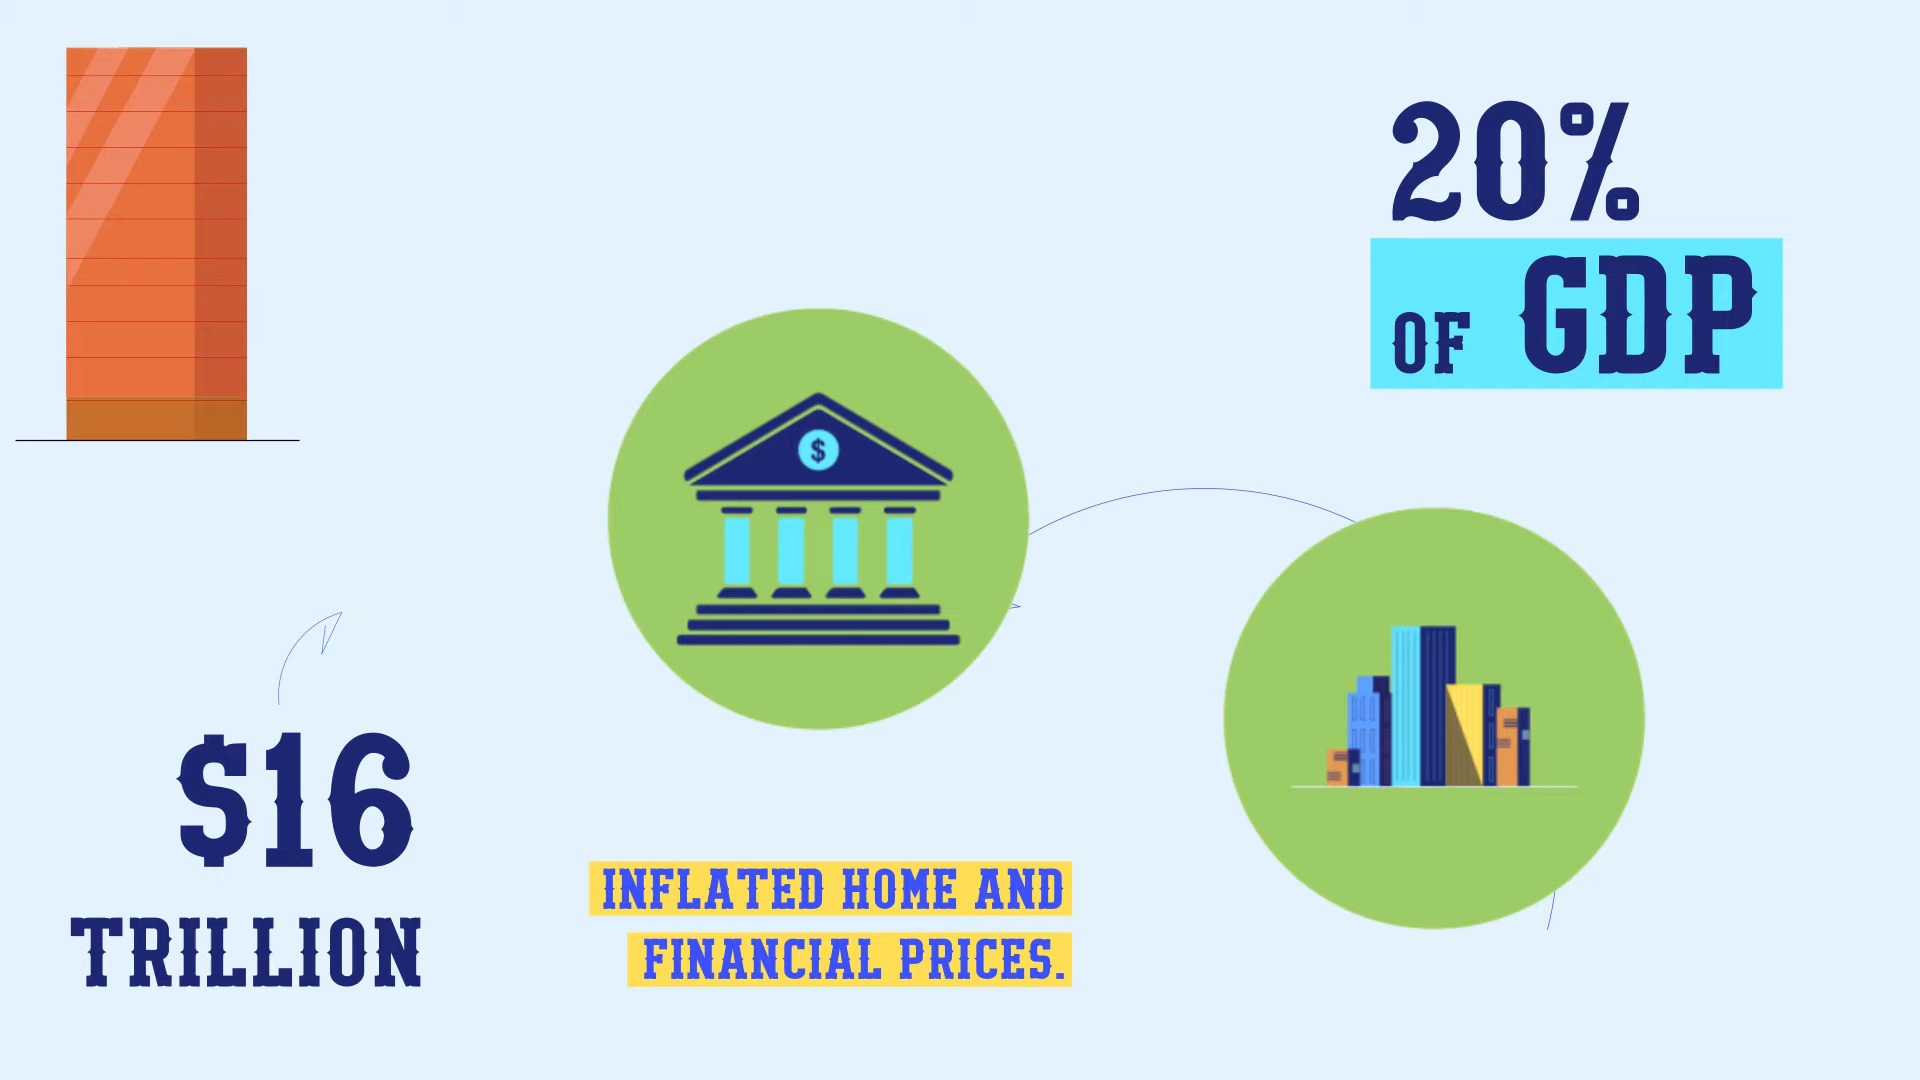 20%
OF GDP
$
$16
TRILLION
INFLATED HOME AND
FINANCIAL PRICES.